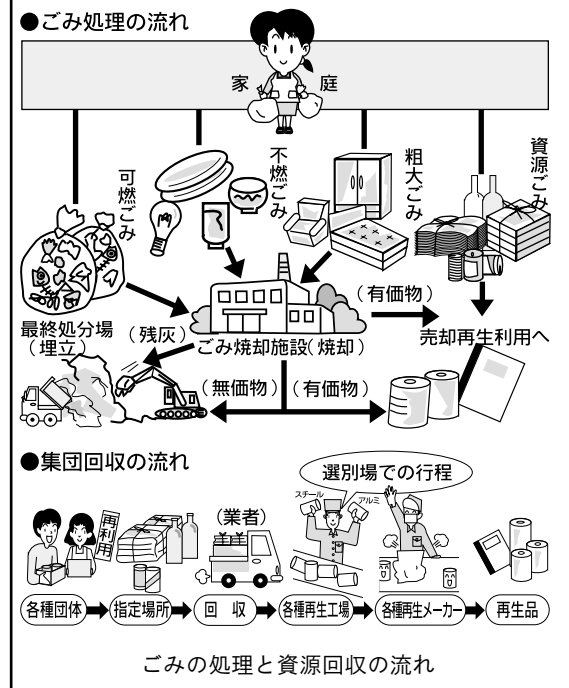 ●ごみ処理の流れ
家庭
可燃ごみ
不燃ごみ
粗大ごみ
資源ごみ
(有価物)
最終処分場
(埋立)
(残灰)
ごみ焼却施設(焼却)
売却再生利用へ
(無価物)
(有価物)
●集団回収の流れ
選別場での行程
スチール
アルミ
再利用
(業者)
各種団体
指定場所
回収
各種再生工場
各種再生メーカー
再生品
ごみの処理と資源回収の流れ